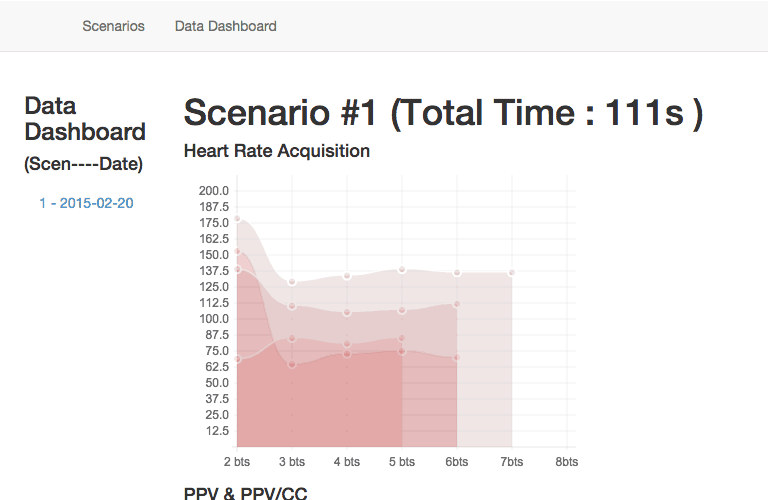 Scenarios Data Dashboard
Data
Dashboard
(Scen----Date)
1 - 2015-02-20
Scenario #1 (Total Time : 111s )
Heart Rate Acquisition
200.0
187.5
175.0
162.5
150.0
137.5
125.0
112.5
100.0
87.5
75.0
62.5
50.0
37.5
25.0
12.5
2 bts 3 bts 4 bts 5 bts 6bts 7bts 8bts
PPV & PPV/CC